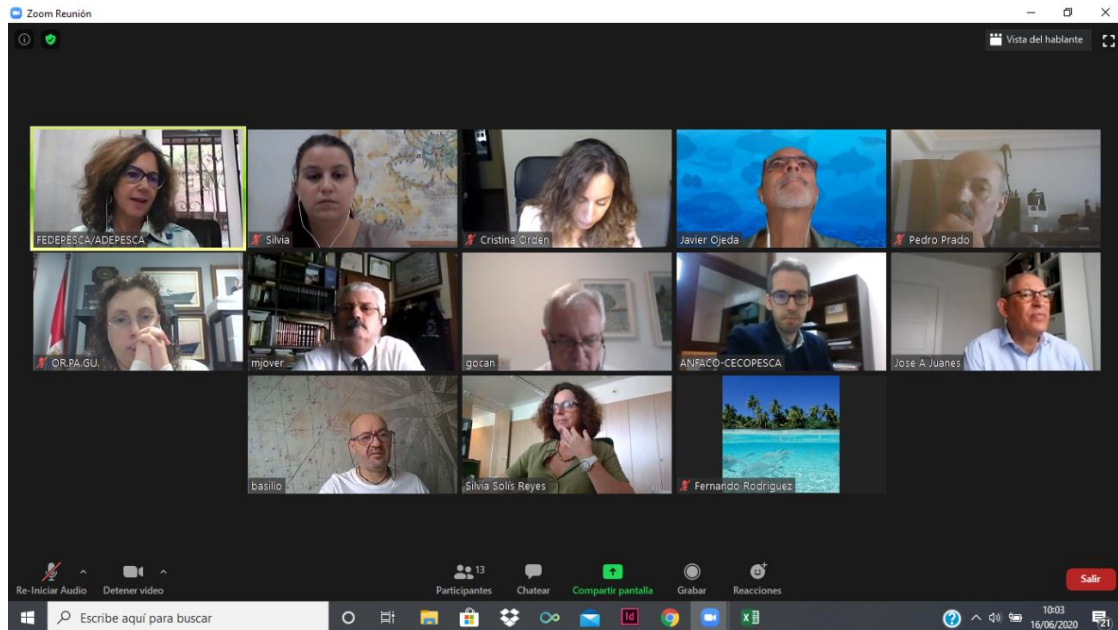 Zoom Reunión
Vista del hablante
FEDEPESCA/ADEPESCA
Silvia
Cristina Orden
Javier Ojeda
Pedro Prado
OR.PA.GU.
mjover
gocan
ANFACO-CECOPESCA
Jose A Juanes
basilio
Silvia Solís Reyes
Fernando Rodriguez
Re-Iniciar Audio
Detener video
13
Participantes
Chatear
Compartir pantalla
Grabar
Reacciones
Salir
Escribe aquí para buscar
Id
10:03
16/06/2020
21